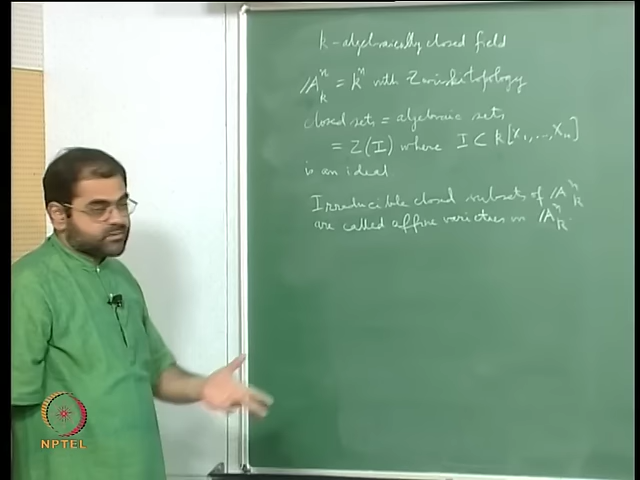 k - algebraically closed field
𝔸ⁿₖ = kⁿ with Zariski topology
closed sets = algebraic sets
= Z(I) where I ⊂ k[X₁,...,Xₙ]
is an ideal
Irreducible closed subsets of 𝔸ⁿₖ
are called affine varieties in 𝔸ⁿₖ.
NPTEL